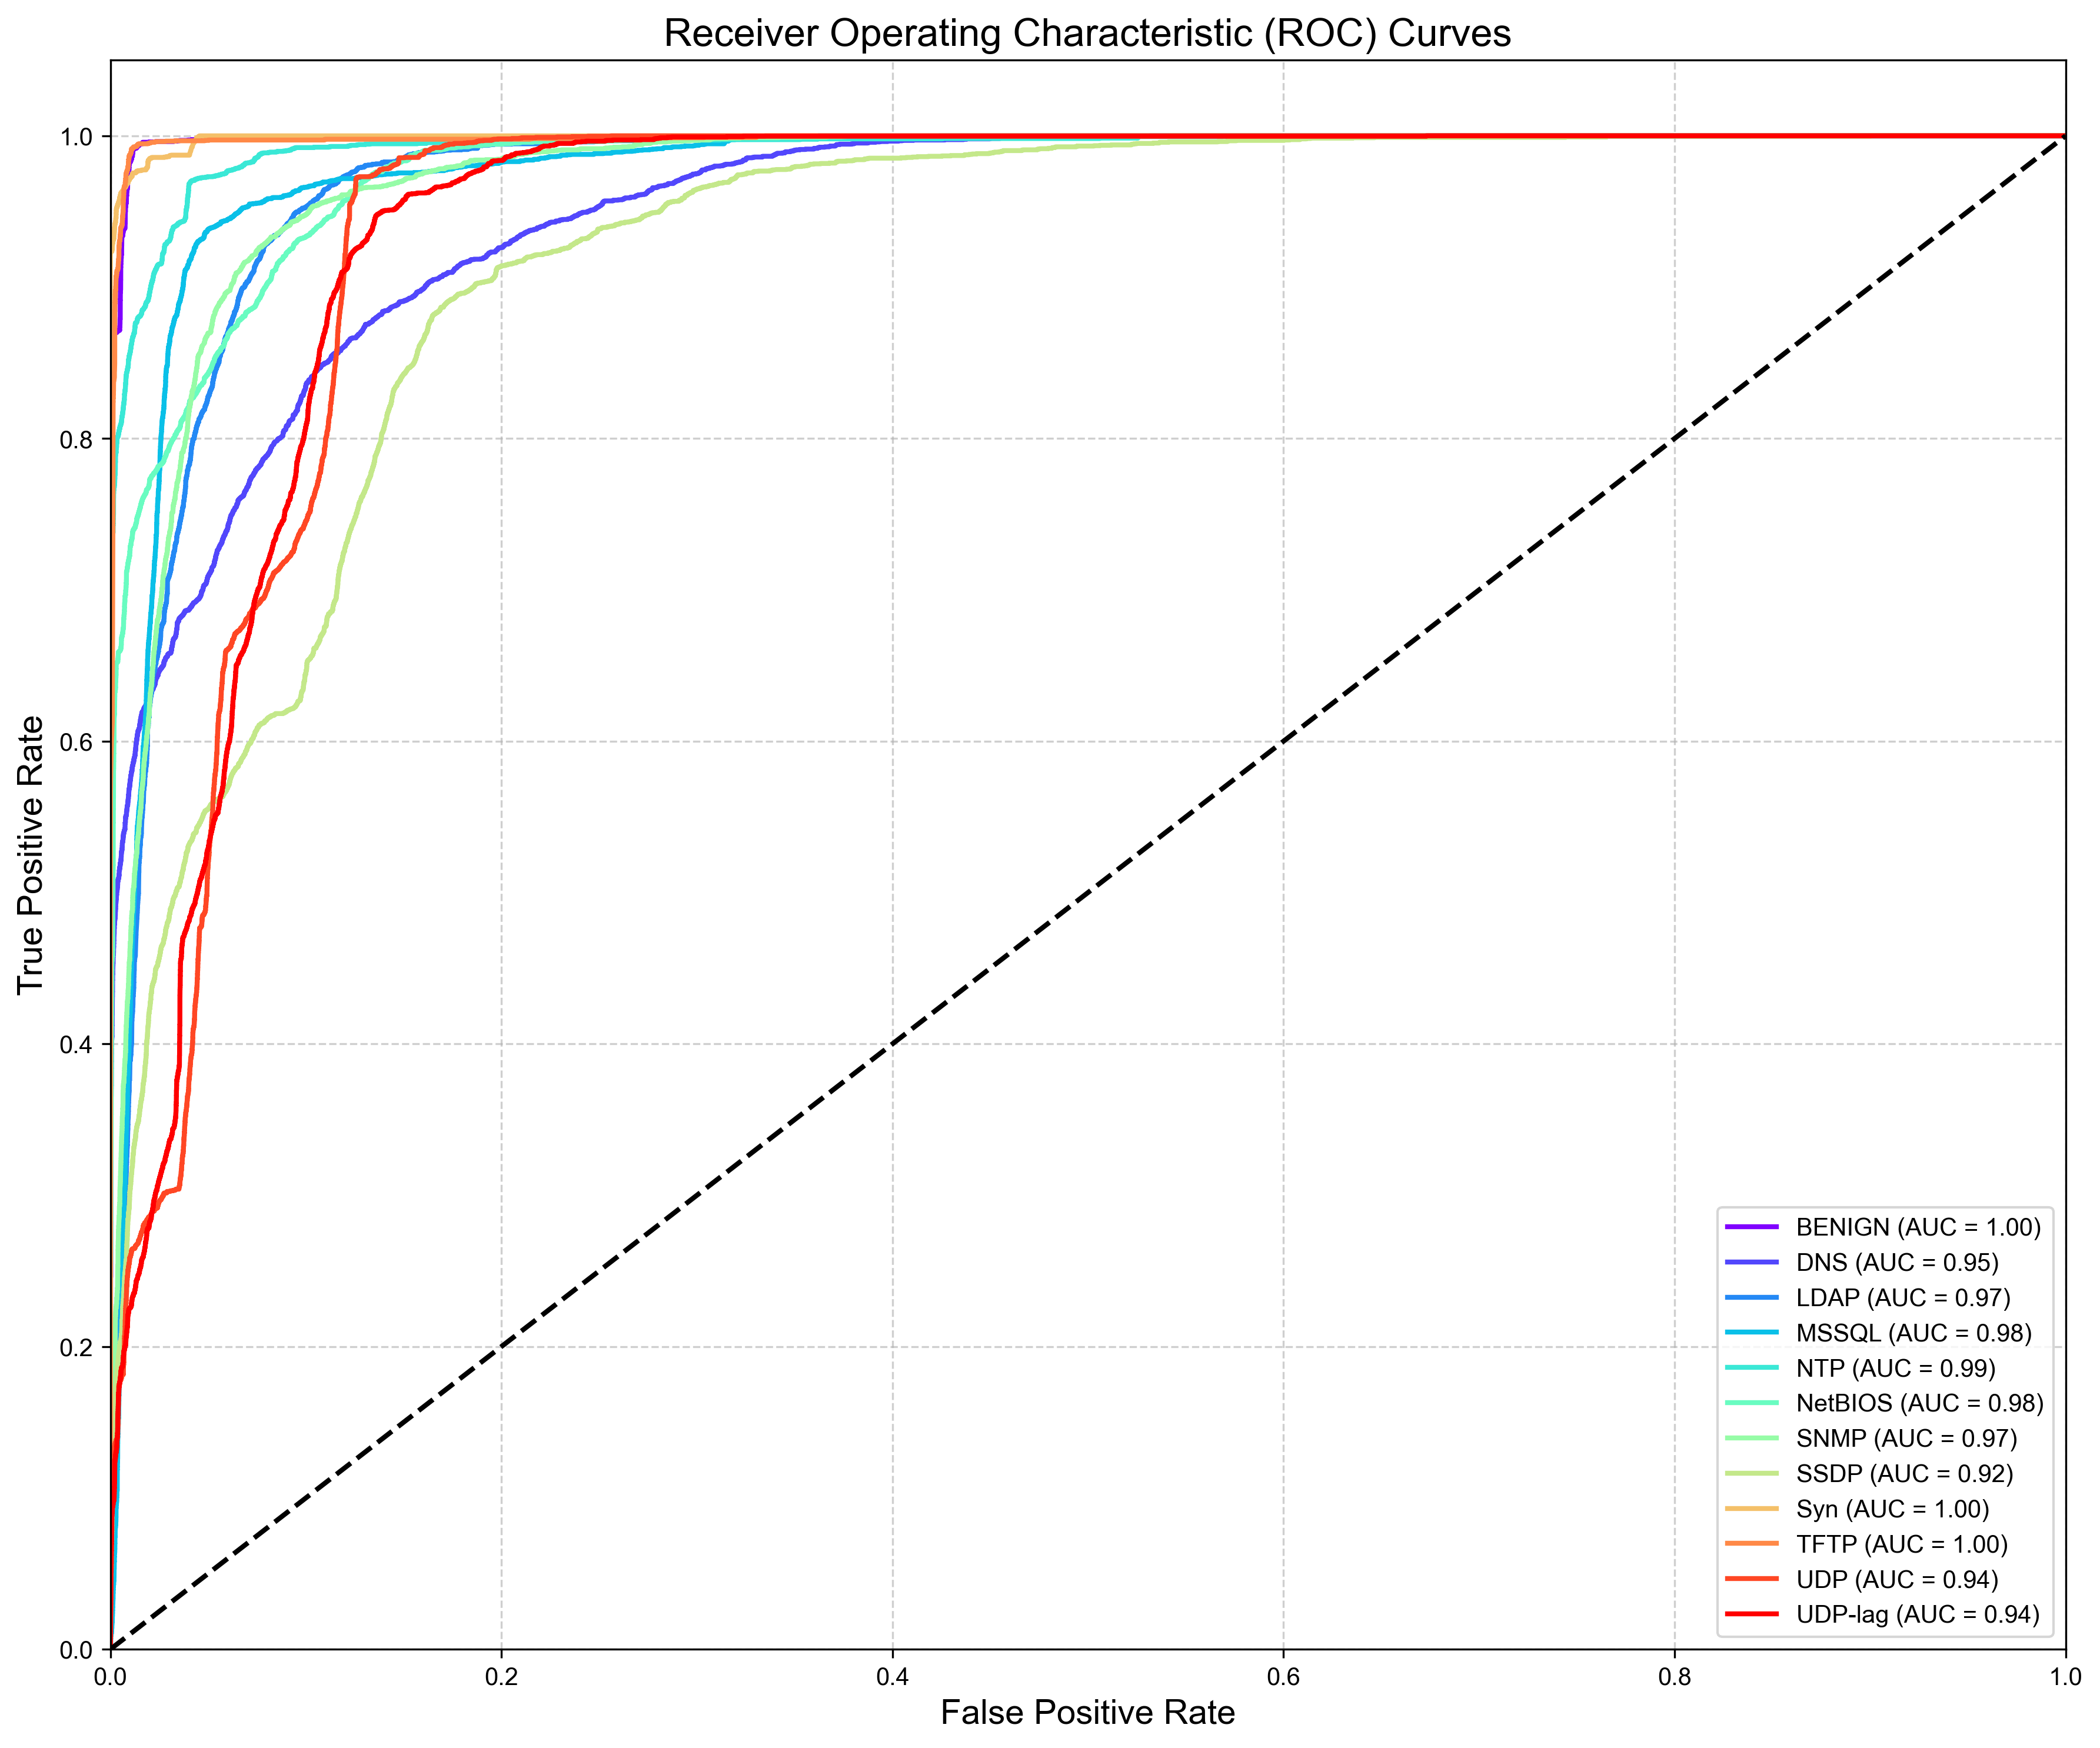 Receiver Operating Characteristic (ROC) Curves
True Positive Rate
1.0
0.8
0.6
0.4
0.2
0.0
0.0 0.2 0.4 0.6 0.8 1.0
False Positive Rate
BENIGN (AUC = 1.00)
DNS (AUC = 0.95)
LDAP (AUC = 0.97)
MSSQL (AUC = 0.98)
NTP (AUC = 0.99)
NetBIOS (AUC = 0.98)
SNMP (AUC = 0.97)
SSDP (AUC = 0.92)
Syn (AUC = 1.00)
TFTP (AUC = 1.00)
UDP (AUC = 0.94)
UDP-lag (AUC = 0.94)